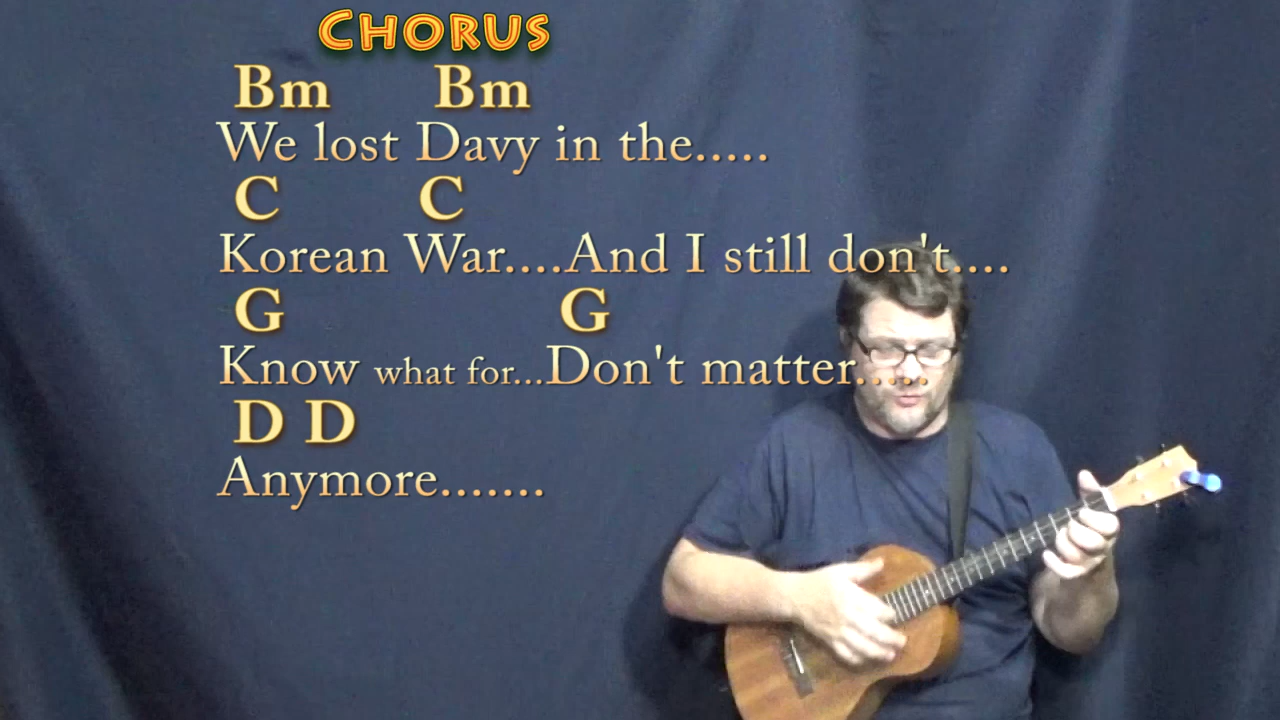 CHORUS
Bm Bm
We lost Davy in the.....
C C
Korean War....And I still don't....
G G
Know what for...Don't matter.....
D D
Anymore.......